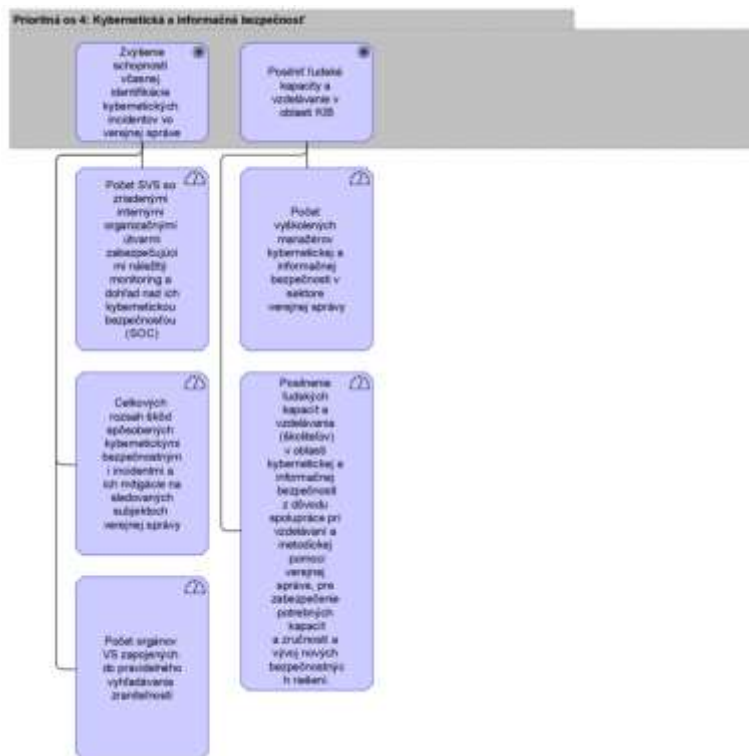 Prioritná os 4: Kybernetická a informačná bezpečnosť
Zvýšenie
schopnosti
včasnej
identifikácie
kybernetických
incidentov vo
verejnej správe
Posilniť ľudské
kapacity a
vzdelávanie v
oblasti KIB
Počet SVS so
zriadenými
internými
organizačnými
útvarmi
zabezpečujúci
mi náležitý
monitoring a
dohľad nad ich
kybernetickou
bezpečnosťou
(SOC)
Počet
vyškolených
manažérov
kybernetickej a
informačnej
bezpečnosti v
sektore
verejnej správy
Celkových
rozsah škôd
spôsobených
kybernetickými
bezpečnostným
i incidentmi a
ich mitigácie na
sledovaných
subjektoch
verejnej správy
Posilnenie
ľudských
kapacít a
vzdelávania
(školiteľov)
v oblasti
kybernetickej a
informačnej
bezpečnosti
z dôvodu
spolupráce pri
vzdelávaní a
metodickej
pomoci
verejnej
správe, pre
zabezpečenie
potrebných
kapacít
a zručností a
vývoj nových
bezpečnostnýc
h riešení.
Počet orgánov
VS zapojených
do pravidelného
vyhľadávania
zraniteľností